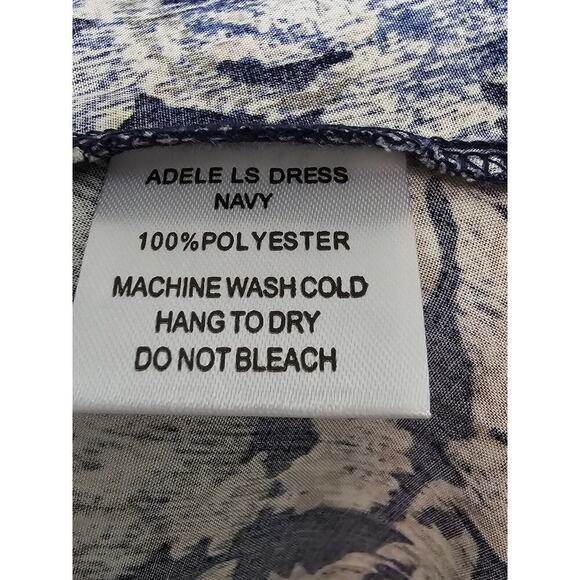 ADELE LS DRESS
NAVY
100%POLYESTER
MACHINE WASH COLD
HANG TO DRY
DO NOT BLEACH